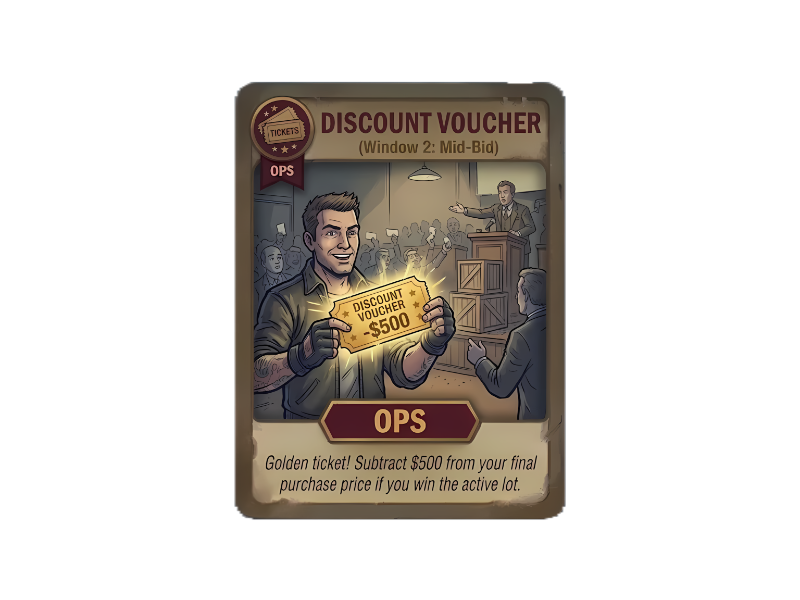 TICKETS
DISCOUNT VOUCHER
(Window 2: Mid-Bid)
OPS
DISCOUNT
VOUCHER
-$500
OPS
Golden ticket! Subtract $500 from your final
purchase price if you win the active lot.